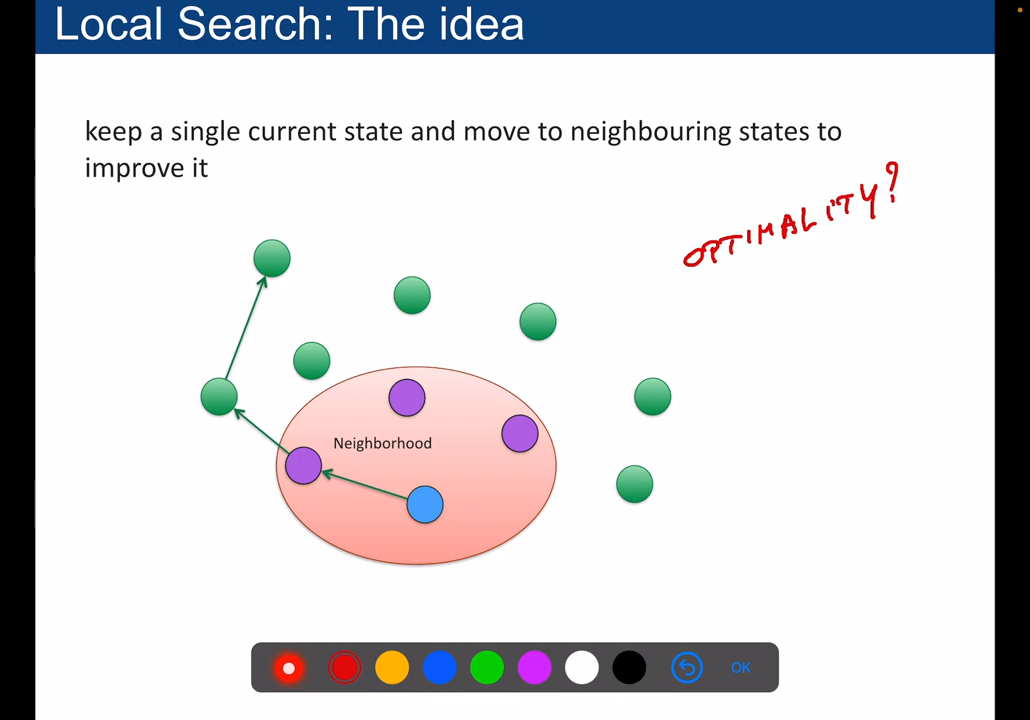 Local Search: The idea
keep a single current state and move to neighbouring states to
improve it
OPTIMALITY?
Neighborhood
OK